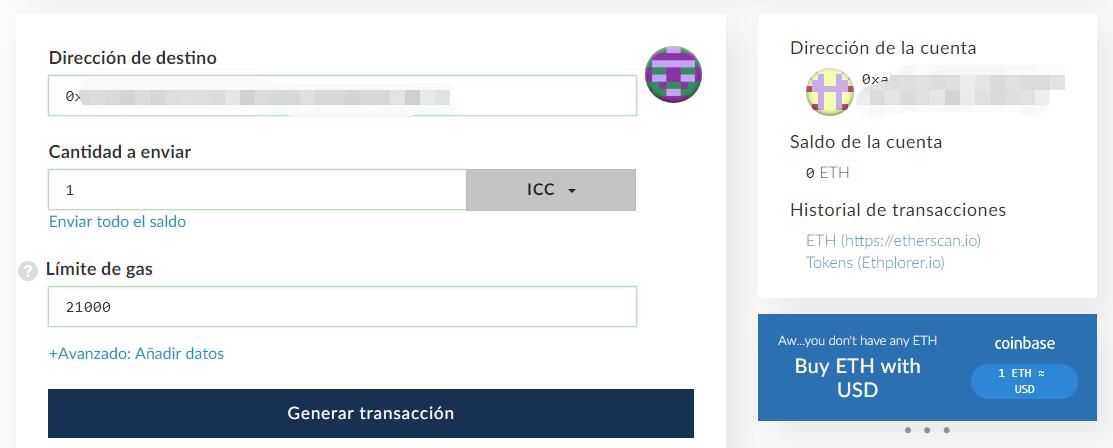 Dirección de destino
0x
Cantidad a enviar
1
ICC
Enviar todo el saldo
?
Límite de gas
21000
+Avanzado: Añadir datos
Generar transacción
Dirección de la cuenta
0xa
Saldo de la cuenta
0 ETH
Historial de transacciones
ETH (https://etherscan.io)
Tokens (Ethplorer.io)
Aw...you don't have any ETH
Buy ETH with
USD
coinbase
1 ETH ≈
USD